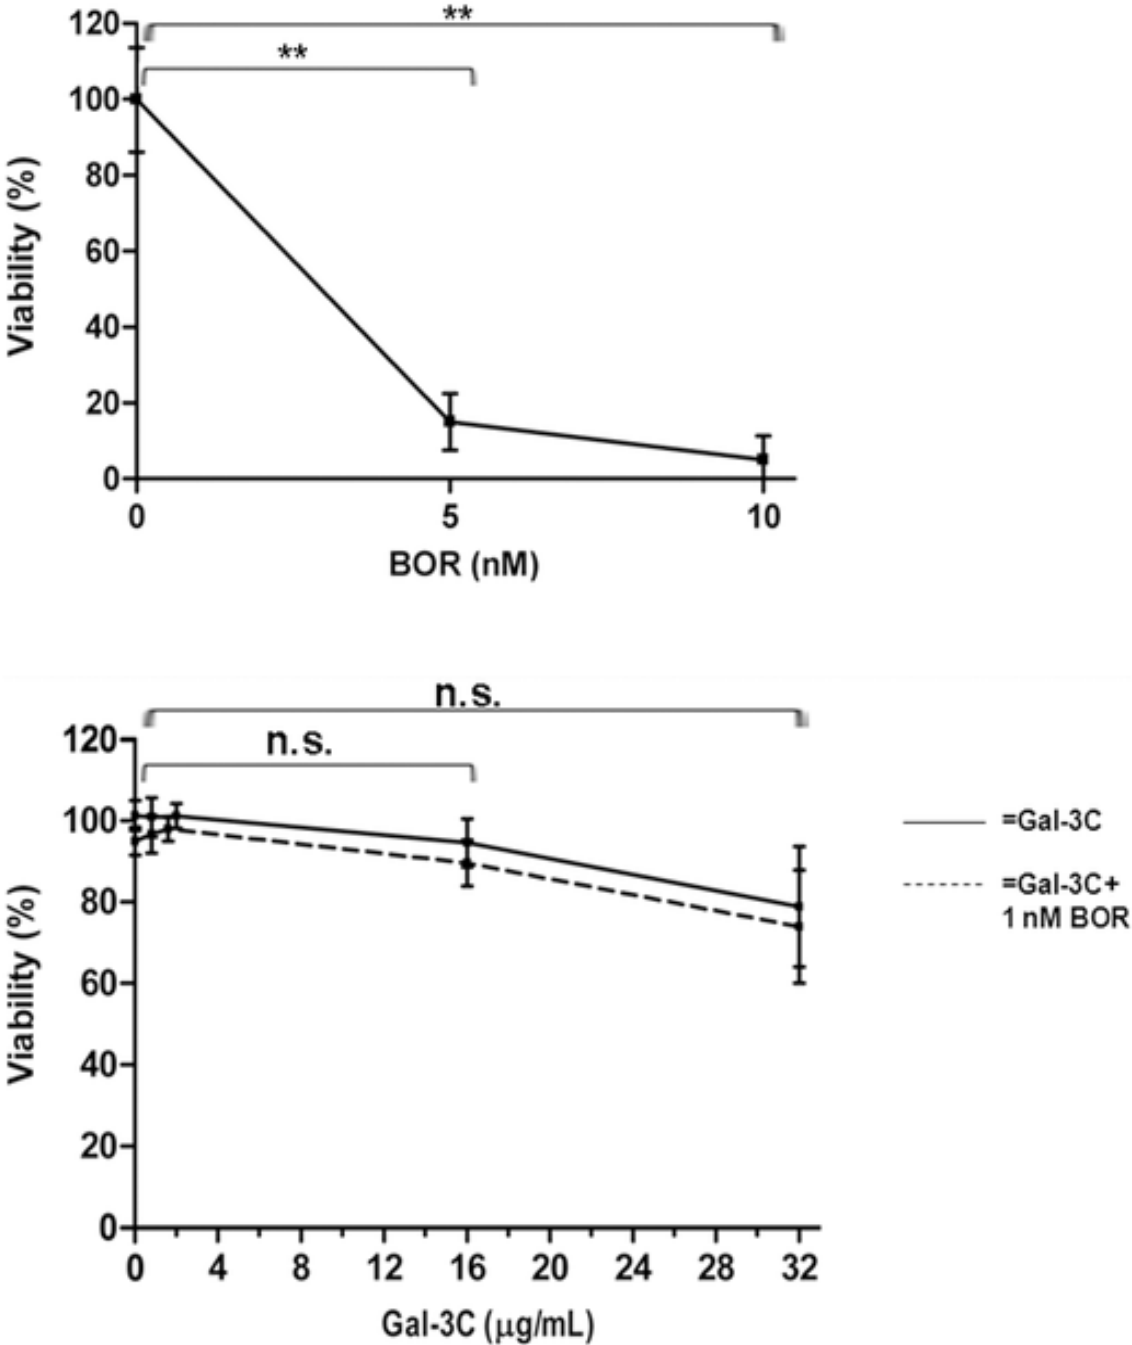 **
**
120
100
80
60
40
20
0
Viability (%)
0 5 10
BOR (nM)
n.s.
n.s.
120
100
80
60
40
20
0
Viability (%)
0 4 8 12 16 20 24 28 32
Gal-3C (μg/mL)
=Gal-3C
=Gal-3C+
1 nM BOR